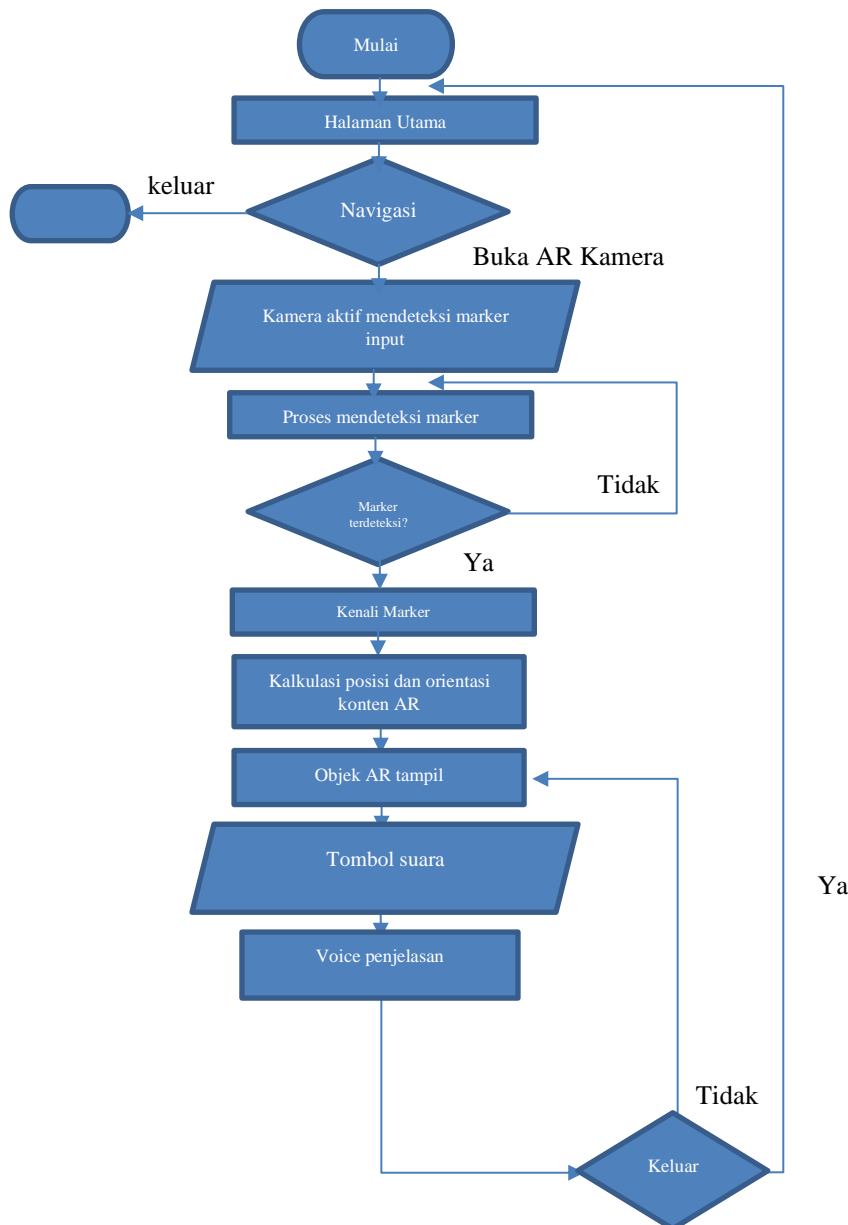 Mulai
Halaman Utama
keluar
Navigasi
Buka AR Kamera
Kamera aktif mendeteksi marker
input
Proses mendeteksi marker
Tidak
Marker
terdeteksi?
Ya
Kenali Marker
Kalkulasi posisi dan orientasi
konten AR
Objek AR tampil
Tombol suara
Ya
Voice penjelasan
Tidak
Keluar